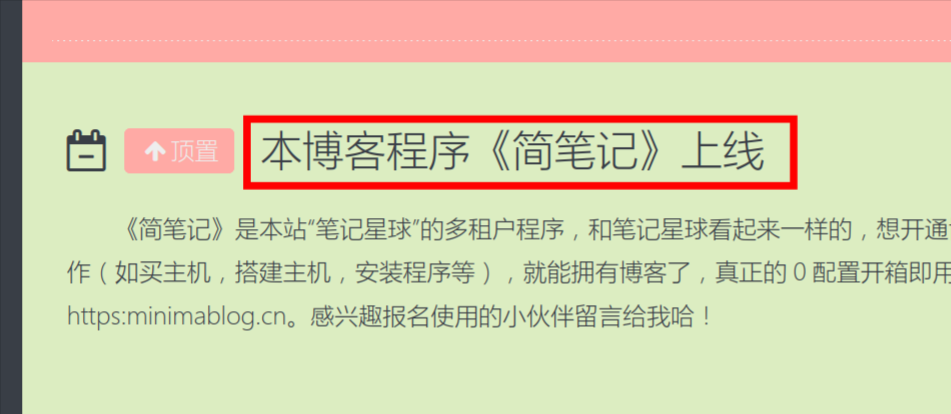 顶置 本博客程序《简笔记》上线
《简笔记》是本站“笔记星球”的多租户程序，和笔记星球看起来一样的，想开通
作（如买主机，搭建主机，安装程序等），就能拥有博客了，真正的０配置开箱即用
https:minimablog.cn。感兴趣报名使用的小伙伴留言给我哈！